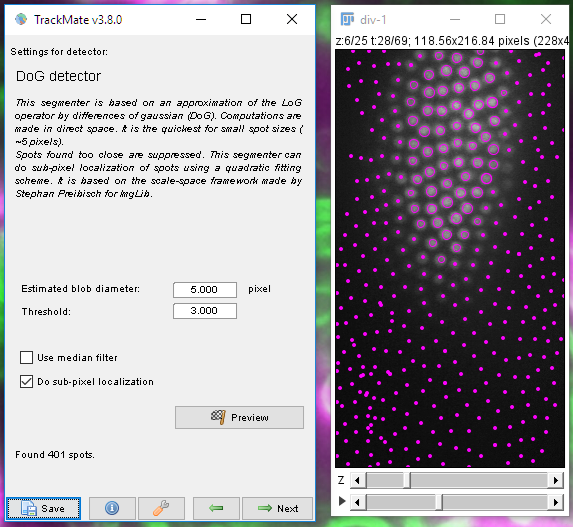 TrackMate v3.8.0
Settings for detector:
DoG detector
This segmenter is based on an approximation of the LoG
operator by differences of gaussian (DoG). Computations are
made in direct space. It is the quickest for small spot sizes (
~5 pixels).
Spots found too close are suppressed. This segmenter can
do sub-pixel localization of spots using a quadratic fitting
scheme. It is based on the scale-space framework made by
Stephan Preibisch for ImgLib.
Estimated blob diameter: 5.000 pixel
Threshold: 3.000
Use median filter
Do sub-pixel localization
Preview
Found 401 spots.
Save
Next
div-1
z:6/25 t:28/69; 118.56x216.84 pixels (228x4
z